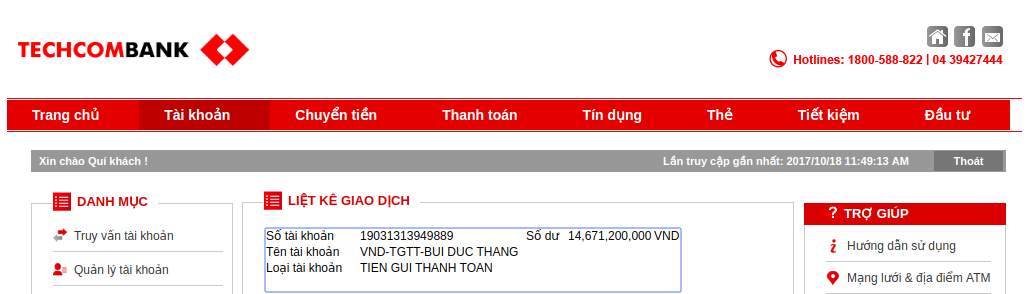 TECHCOMBANK
Hotlines: 1800-588-822 | 04 39427444
Trang chủ Tài khoản Chuyển tiền Thanh toán Tín dụng Thẻ Tiết kiệm Đầu tư
Xin chào Quí khách ! Lần truy cập gần nhất: 2017/10/18 11:49:13 AM Thoát
DANH MỤC
Truy vấn tài khoản
Quản lý tài khoản
LIỆT KÊ GIAO DỊCH
Số tài khoản 19031313949889 Số dư 14,671,200,000 VND
Tên tài khoản VND-TGTT-BUI DUC THANG
Loại tài khoản TIEN GUI THANH TOAN
? TRỢ GIÚP
Hướng dẫn sử dụng
Mạng lưới & địa điểm ATM